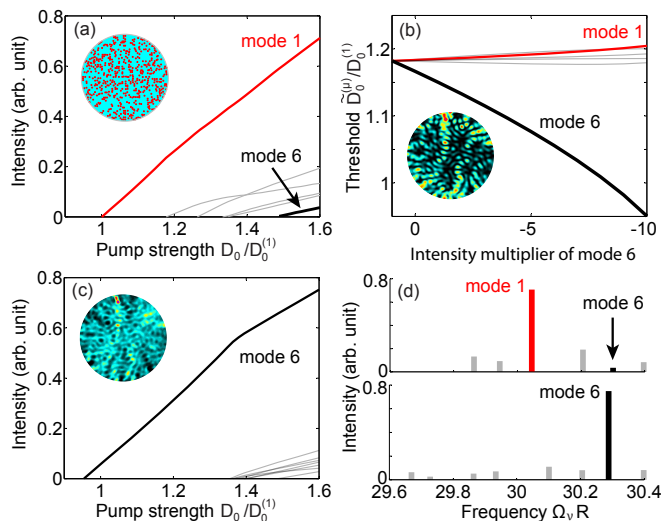 (a)
mode 1
mode 6
Intensity (arb. unit)
0.8
0.6
0.4
0.2
0
1
1.2
1.4
1.6
Pump strength D₀/D₀⁽¹⁾
(b)
mode 1
mode 6
Threshold D̃₀⁽μ⁾/D₀⁽¹⁾
1.2
1.1
1
0
-5
-10
Intensity multiplier of mode 6
(c)
mode 6
Intensity (arb. unit)
0.8
0.6
0.4
0.2
0
1
1.2
1.4
1.6
Pump strength D₀/D₀⁽¹⁾
(d)
mode 1
mode 6
0.8
0
mode 6
0.8
0
Intensity (arb. unit)
29.6
29.8
30
30.2
30.4
Frequency ΩᵥR